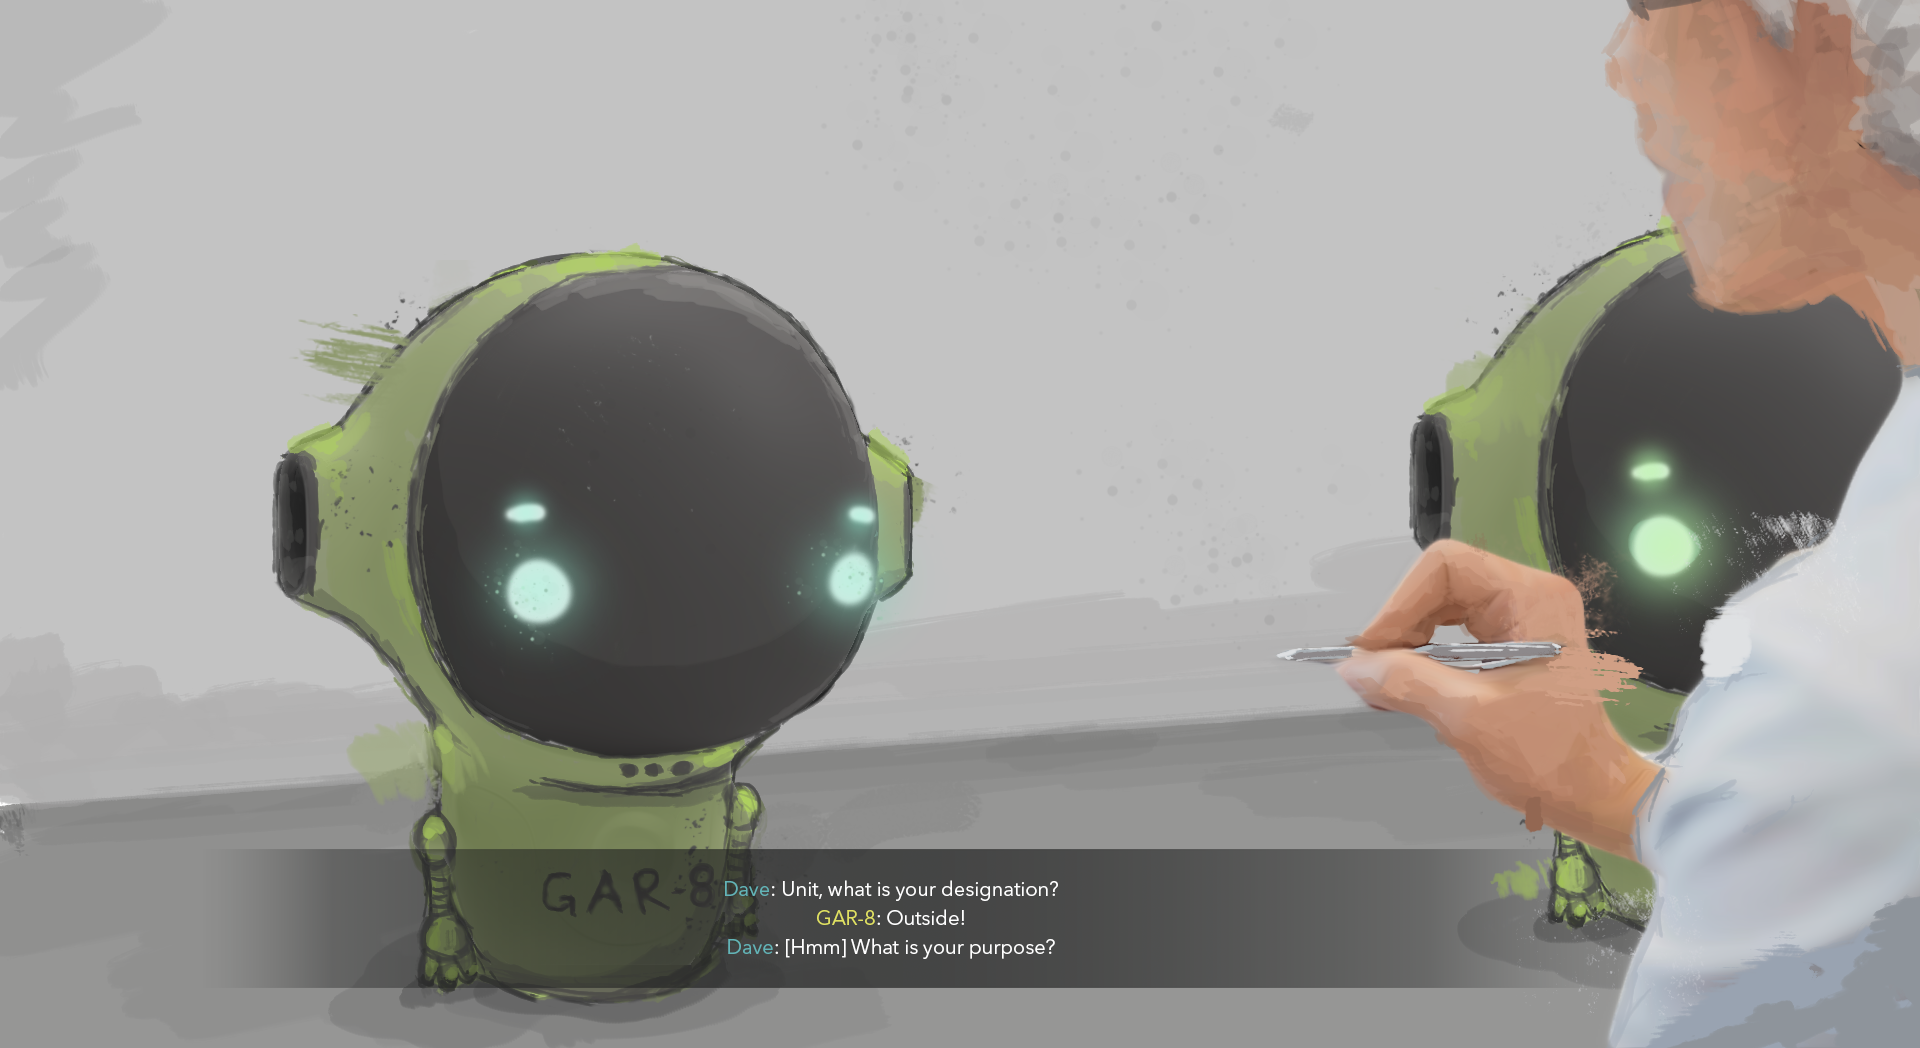 GAR-8
Dave: Unit, what is your designation?
GAR-8: Outside!
Dave: [Hmm] What is your purpose?